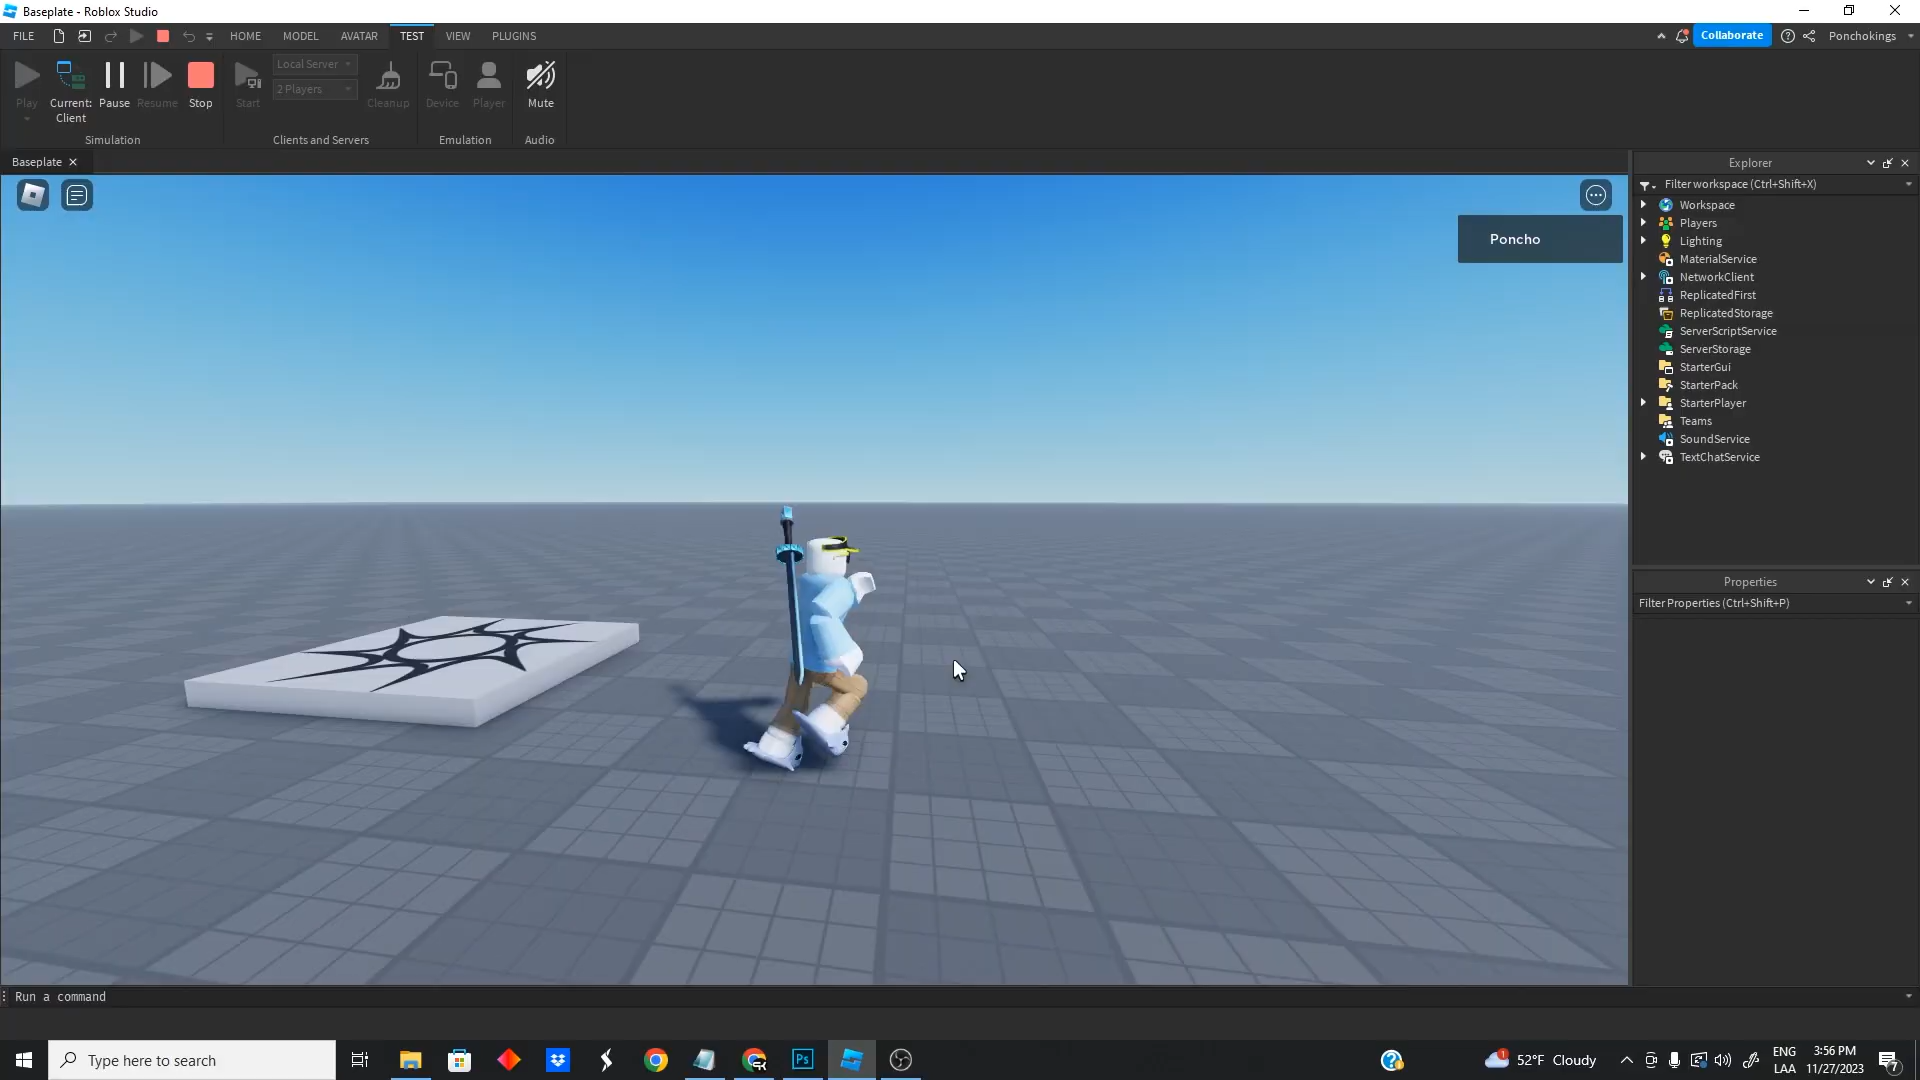 Baseplate - Roblox Studio
FILE HOME MODEL AVATAR TEST VIEW PLUGINS Collaborate Ponchokings
Play Current: Client Pause Resume Stop Start Local Server 2 Players Cleanup Device Player Mute
Simulation Clients and Servers Emulation Audio
Baseplate
Poncho
Explorer
Filter workspace (Ctrl+Shift+X)
Workspace
Players
Lighting
MaterialService
NetworkClient
ReplicatedFirst
ReplicatedStorage
ServerScriptService
ServerStorage
StarterGui
StarterPack
StarterPlayer
Teams
SoundService
TextChatService
Properties
Filter Properties (Ctrl+Shift+P)
Run a command
Type here to search
Ps
1
52°F Cloudy
ENG
LAA
3:56 PM
11/27/2023
7